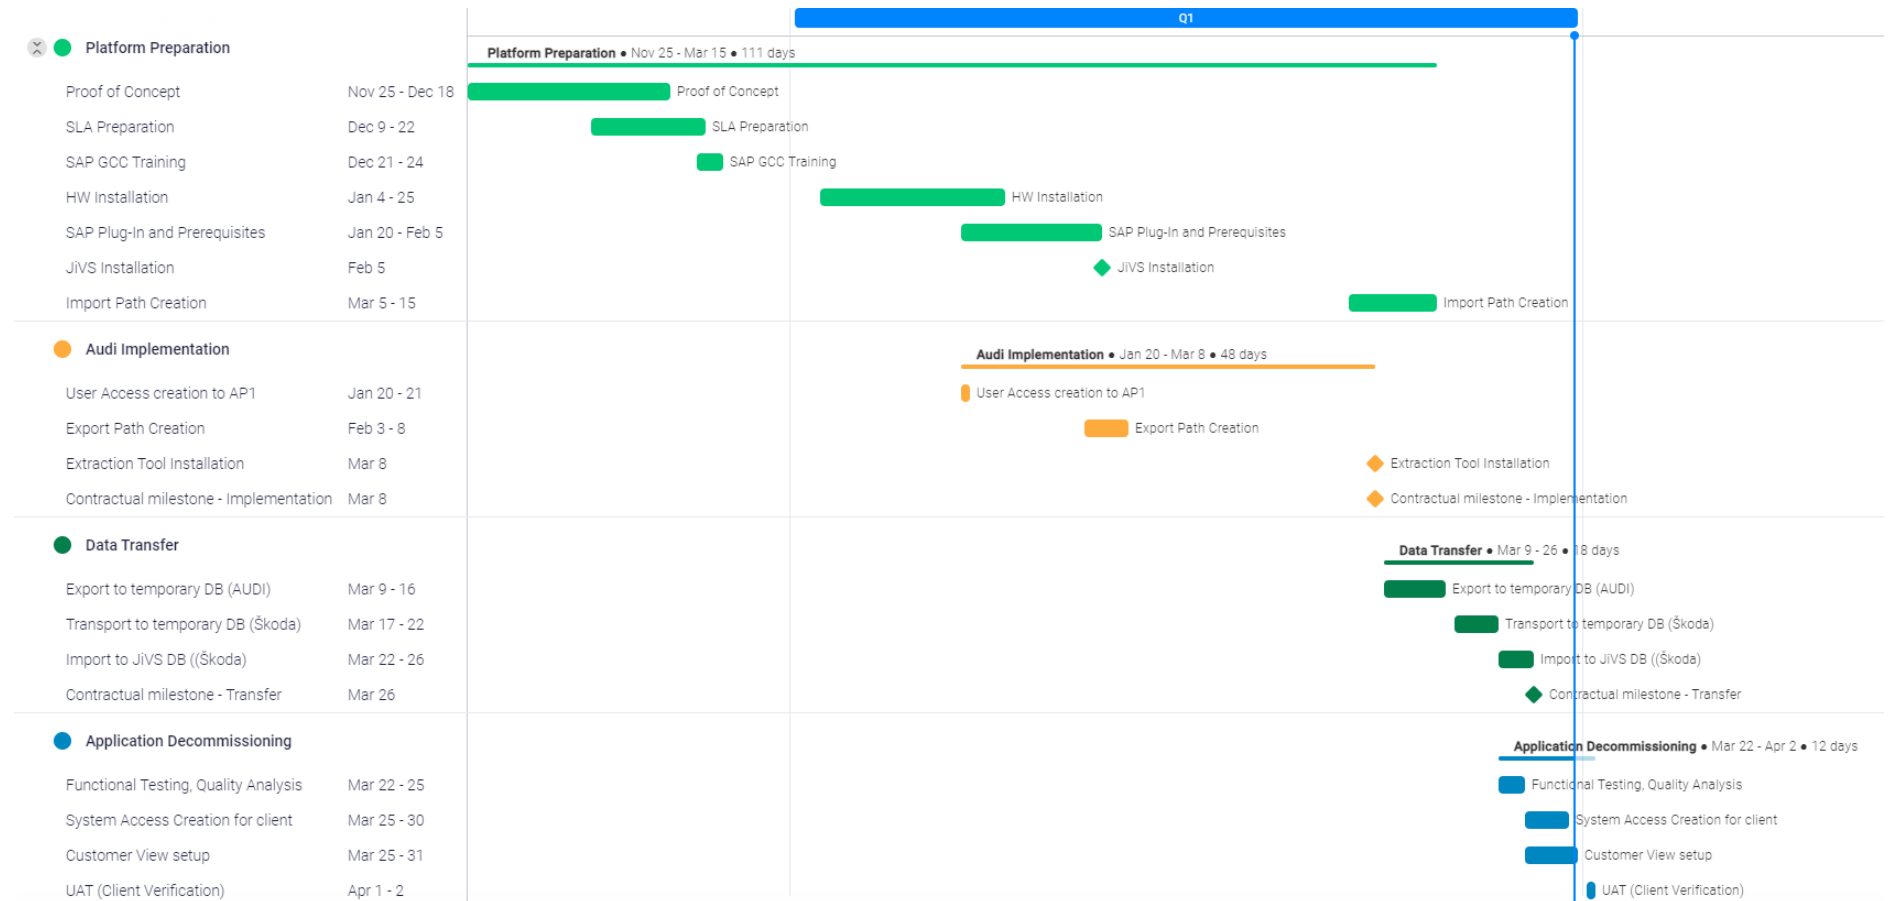 Q1
Platform Preparation
Platform Preparation ● Nov 25 - Mar 15 ● 111 days
Proof of Concept Nov 25 - Dec 18 Proof of Concept
SLA Preparation Dec 9 - 22 SLA Preparation
SAP GCC Training Dec 21 - 24 SAP GCC Training
HW Installation Jan 4 - 25 HW Installation
SAP Plug-In and Prerequisites Jan 20 - Feb 5 SAP Plug-In and Prerequisites
JiVS Installation Feb 5 JiVS Installation
Import Path Creation Mar 5 - 15 Import Path Creation
Audi Implementation
Audi Implementation ● Jan 20 - Mar 8 ● 48 days
User Access creation to AP1 Jan 20 - 21 User Access creation to AP1
Export Path Creation Feb 3 - 8 Export Path Creation
Extraction Tool Installation Mar 8 Extraction Tool Installation
Contractual milestone - Implementation Mar 8 Contractual milestone - Implementation
Data Transfer
Data Transfer ● Mar 9 - 26 ● 18 days
Export to temporary DB (AUDI) Mar 9 - 16 Export to temporary DB (AUDI)
Transport to temporary DB (Škoda) Mar 17 - 22 Transport to temporary DB (Škoda)
Import to JiVS DB ((Škoda) Mar 22 - 26 Import to JiVS DB ((Škoda)
Contractual milestone - Transfer Mar 26 Contractual milestone - Transfer
Application Decommissioning
Application Decommissioning ● Mar 22 - Apr 2 ● 12 days
Functional Testing, Quality Analysis Mar 22 - 25 Functional Testing, Quality Analysis
System Access Creation for client Mar 25 - 30 System Access Creation for client
Customer View setup Mar 25 - 31 Customer View setup
UAT (Client Verification) Apr 1 - 2 UAT (Client Verification)